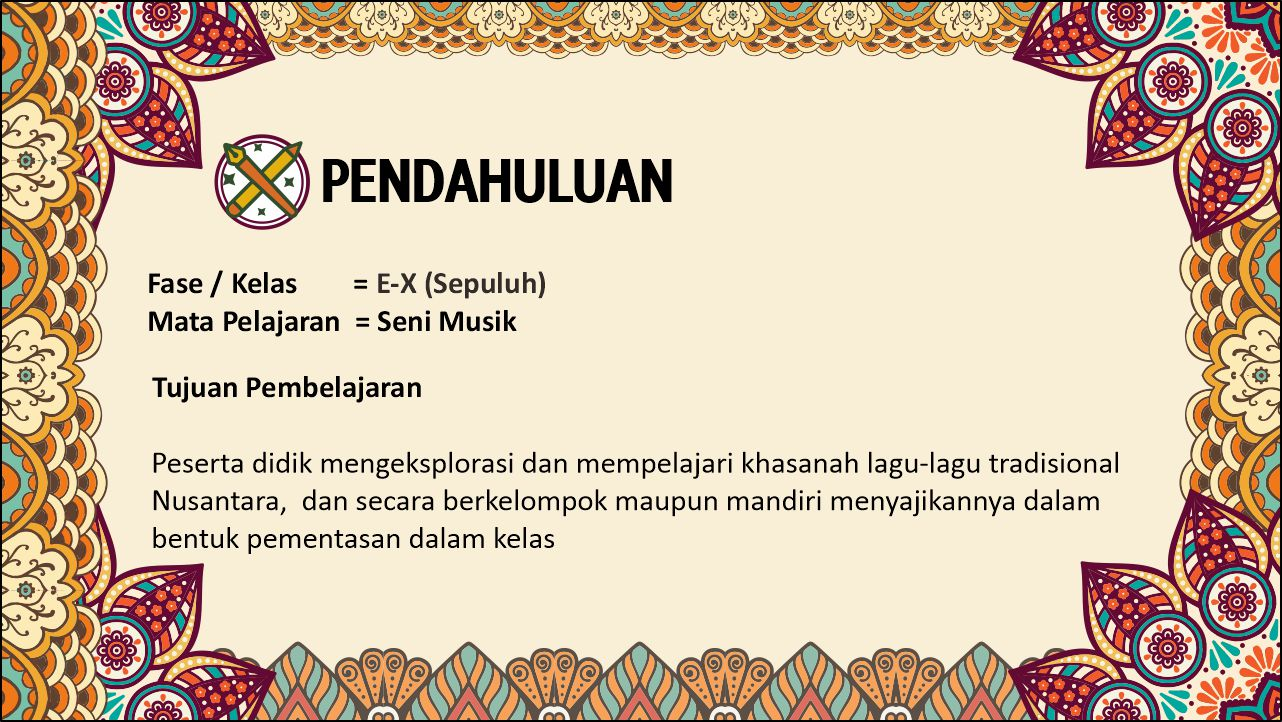 PENDAHULUAN
Fase / Kelas = E-X (Sepuluh)
Mata Pelajaran = Seni Musik
Tujuan Pembelajaran
Peserta didik mengeksplorasi dan mempelajari khasanah lagu-lagu tradisional
Nusantara, dan secara berkelompok maupun mandiri menyajikannya dalam
bentuk pementasan dalam kelas